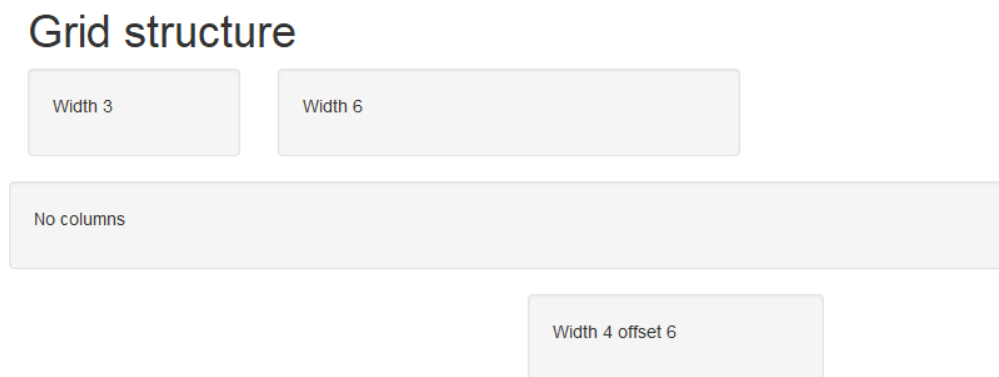 Grid structure
Width 3
Width 6
No columns
Width 4 offset 6